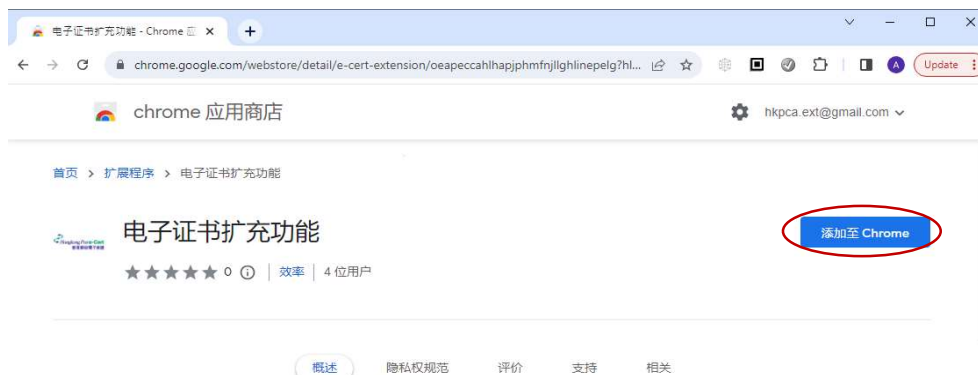 电子证书扩充功能 - Chrome 应
chrome.google.com/webstore/detail/e-cert-extension/oeapeccahlhapjphmfnjllghlinepelg?hl...
A
Update
chrome 应用商店
hkpca.ext@gmail.com
首页 > 扩展程序 > 电子证书扩充功能
电子证书扩充功能
添加至 Chrome
0 | 效率 | 4 位用户
概述 隐私权规范 评价 支持 相关